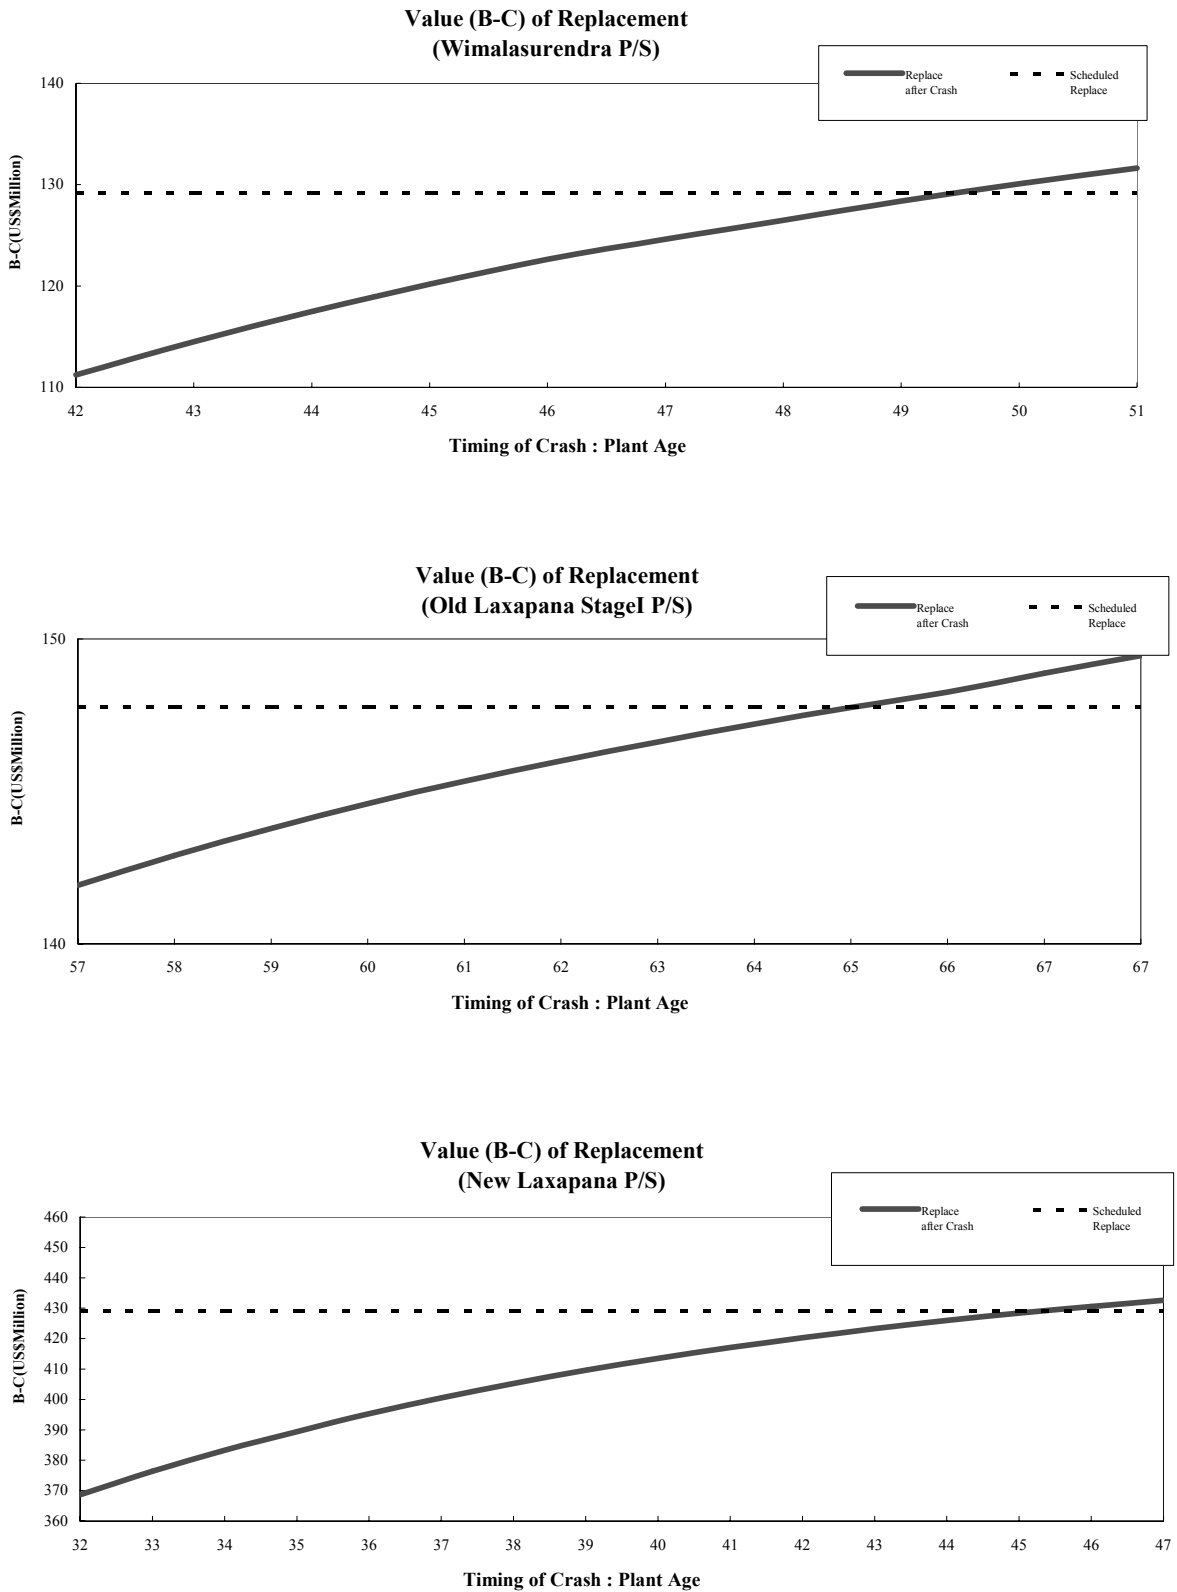 Value (B-C) of Replacement
(Wimalasurendra P/S)
Replace
after Crash
Scheduled
Replace
140
130
120
110
B-C(US$Million)
42 43 44 45 46 47 48 49 50 51
Timing of Crash : Plant Age
Value (B-C) of Replacement
(Old Laxapana StageI P/S)
Replace
after Crash
Scheduled
Replace
150
140
B-C(US$Million)
57 58 59 60 61 62 63 64 65 66 67 67
Timing of Crash : Plant Age
Value (B-C) of Replacement
(New Laxapana P/S)
Replace
after Crash
Scheduled
Replace
460
450
440
430
420
410
400
390
380
370
360
B-C(US$Million)
32 33 34 35 36 37 38 39 40 41 42 43 44 45 46 47
Timing of Crash : Plant Age